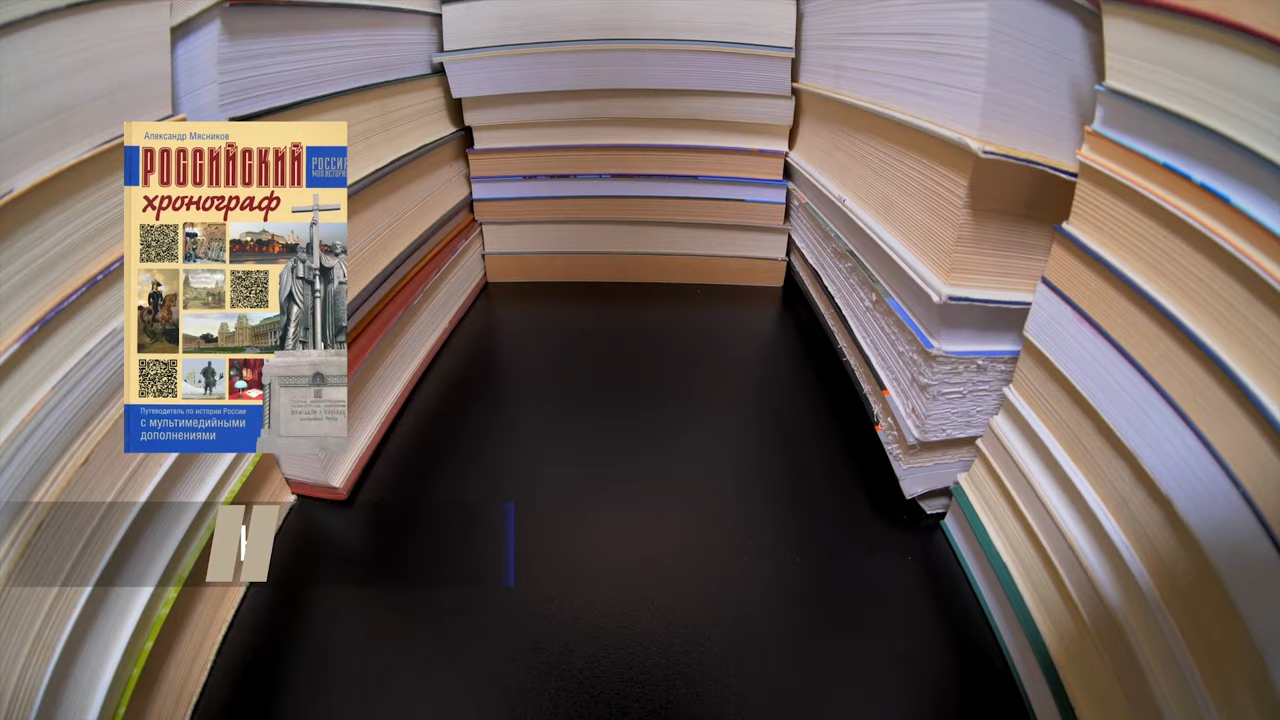 Александр Мясников
РОССИЙСКИЙ
хронограф
Путеводитель по истории России
с мультимедийными
дополнениями